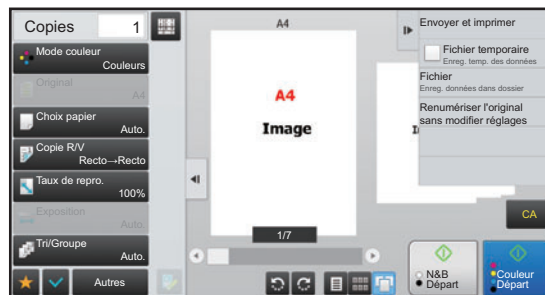 Copies 1
Mode couleur
Couleurs
Original
A4
Choix papier
Auto.
Copie R/V
Recto→Recto
Taux de repro.
100%
Exposition
Auto.
Tri/Groupe
Auto.
Autres
A4
A4
Image
1/7
Envoyer et imprimer
Fichier temporaire
Enreg. temp. des données
Fichier
Enreg. données dans dossier
Renumériser l'original
sans modifier réglages
CA
N&B
Départ
Couleur
Départ